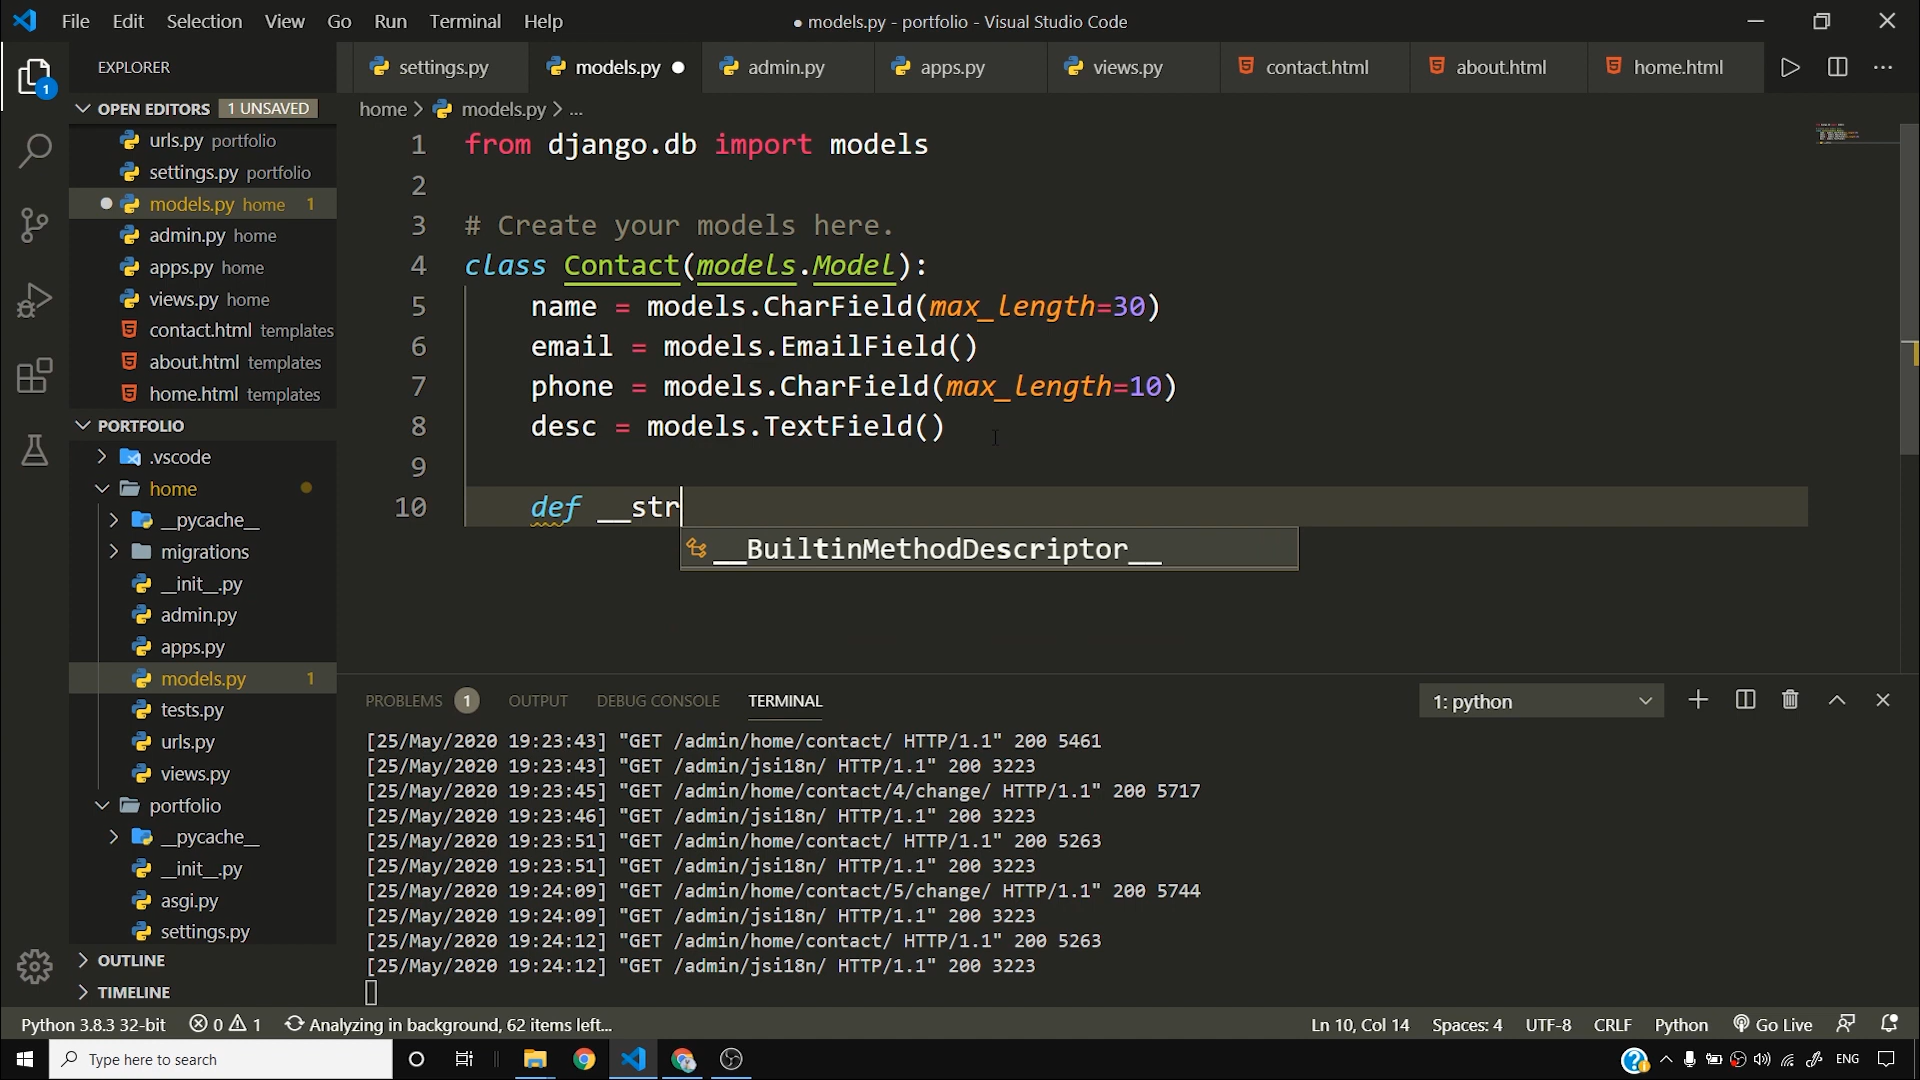 File Edit Selection View Go Run Terminal Help
● models.py - portfolio - Visual Studio Code
EXPLORER
settings.py
models.py
admin.py
apps.py
views.py
contact.html
about.html
home.html
1
OPEN EDITORS 1 UNSAVED
urls.py portfolio
settings.py portfolio
models.py home 1
admin.py home
apps.py home
views.py home
contact.html templates
about.html templates
home.html templates
PORTFOLIO
.vscode
home
__pycache__
migrations
__init__.py
admin.py
apps.py
models.py 1
tests.py
urls.py
views.py
portfolio
__pycache__
__init__.py
asgi.py
settings.py
OUTLINE
TIMELINE
home > models.py > ...
1 from django.db import models
2
3 # Create your models here.
4 class Contact(models.Model):
5 name = models.CharField(max_length=30)
6 email = models.EmailField()
7 phone = models.CharField(max_length=10)
8 desc = models.TextField()
9
10 def __str
__BuiltinMethodDescriptor__
PROBLEMS 1 OUTPUT DEBUG CONSOLE TERMINAL 1: python
[25/May/2020 19:23:43] "GET /admin/home/contact/ HTTP/1.1" 200 5461
[25/May/2020 19:23:43] "GET /admin/jsi18n/ HTTP/1.1" 200 3223
[25/May/2020 19:23:45] "GET /admin/home/contact/4/change/ HTTP/1.1" 200 5717
[25/May/2020 19:23:46] "GET /admin/jsi18n/ HTTP/1.1" 200 3223
[25/May/2020 19:23:51] "GET /admin/home/contact/ HTTP/1.1" 200 5263
[25/May/2020 19:23:51] "GET /admin/jsi18n/ HTTP/1.1" 200 3223
[25/May/2020 19:24:09] "GET /admin/home/contact/5/change/ HTTP/1.1" 200 5744
[25/May/2020 19:24:09] "GET /admin/jsi18n/ HTTP/1.1" 200 3223
[25/May/2020 19:24:12] "GET /admin/home/contact/ HTTP/1.1" 200 5263
[25/May/2020 19:24:12] "GET /admin/jsi18n/ HTTP/1.1" 200 3223
Python 3.8.3 32-bit 0 1 Analyzing in background, 62 items left... Ln 10, Col 14 Spaces: 4 UTF-8 CRLF Python Go Live
Type here to search
ENG